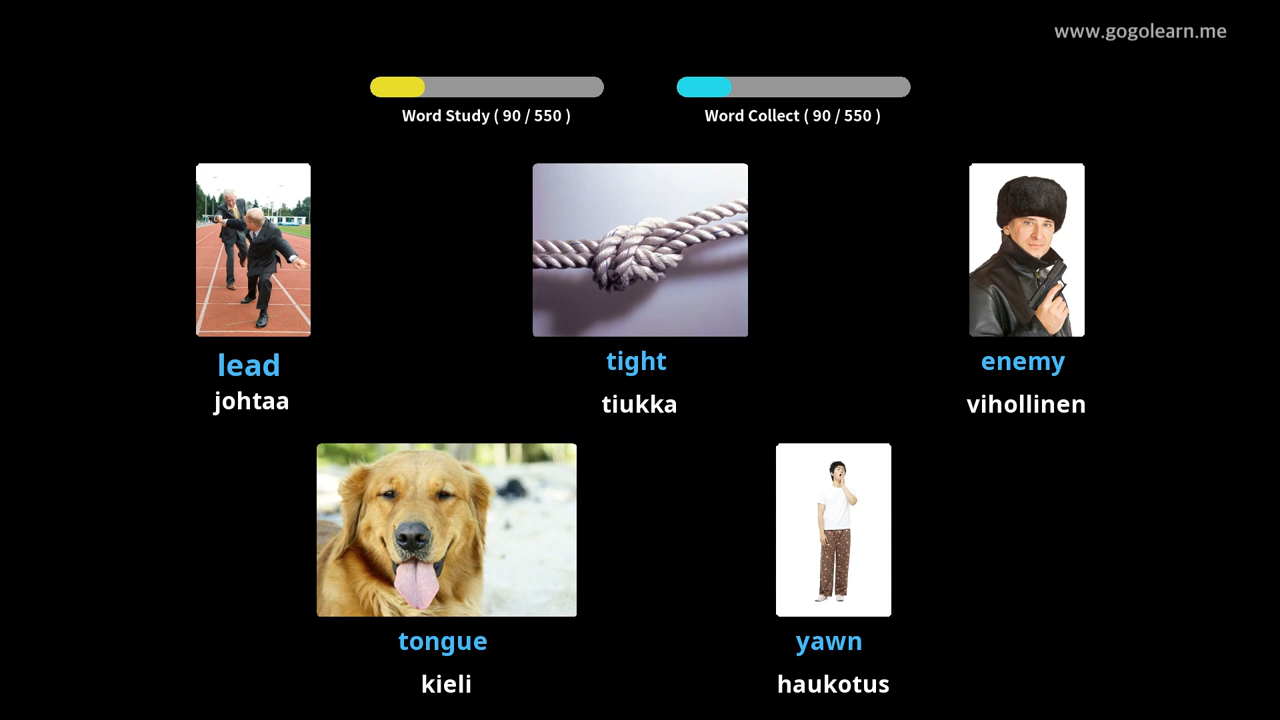 www.gogolearn.me
Word Study ( 90 / 550 )
Word Collect ( 90 / 550 )
lead
johtaa
tight
tiukka
enemy
vihollinen
tongue
kieli
yawn
haukotus